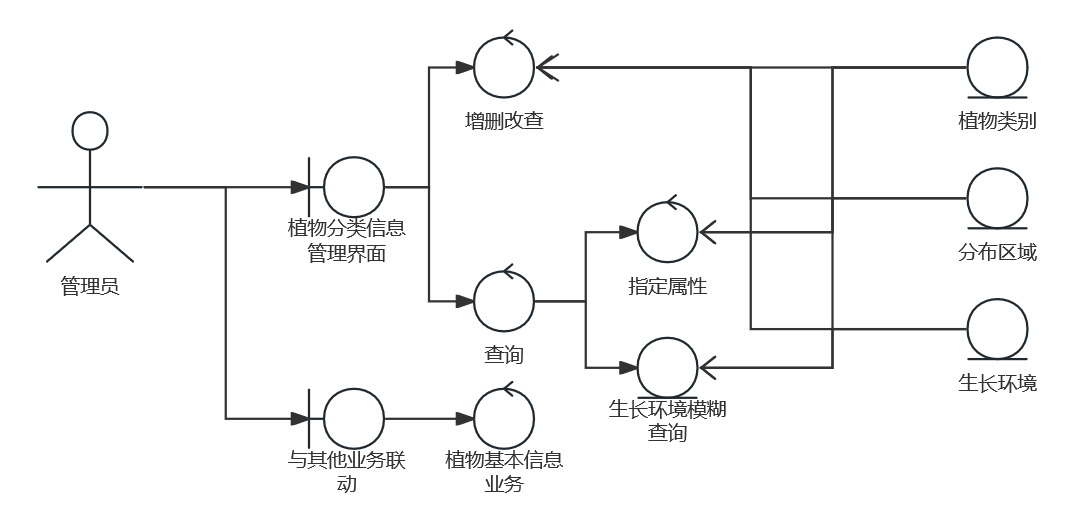 增删改查
植物类别
植物分类信息
管理界面
分布区域
管理员
指定属性
查询
生长环境
生长环境模糊
查询
与其他业务联
动
植物基本信息
业务